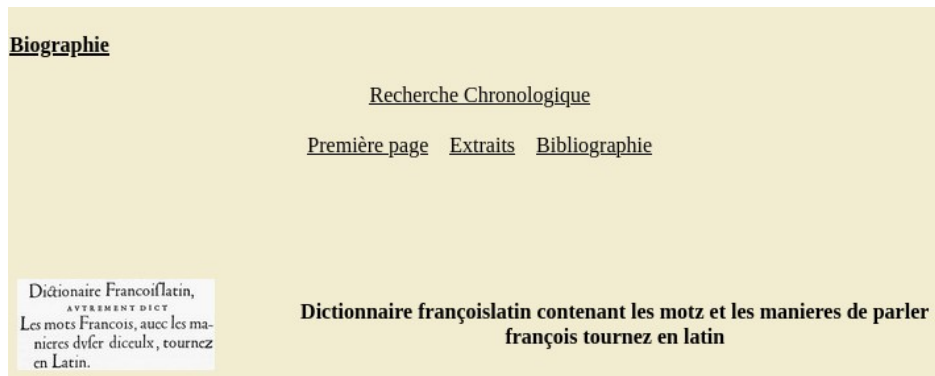 Biographie
Recherche Chronologique
Première page Extraits Bibliographie
Dictionaire Francoiſlatin,
AVTREMENT DICT
Les mots Francois, auec les ma-
nieres dvſer diceulx, tournez
en Latin.
Dictionnaire françoislatin contenant les motz et les manieres de parler
françois tournez en latin